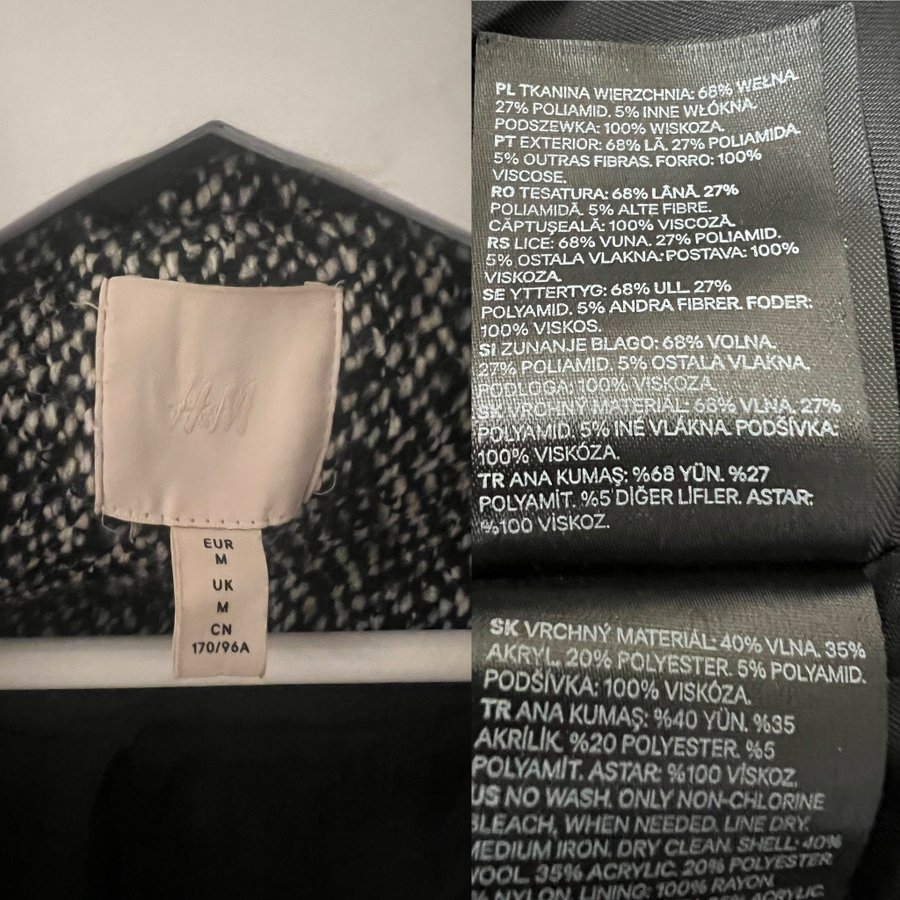 H&M
EUR
M
UK
M
CN
170/96A
PL TKANINA WIERZCHNIA: 68% WEŁNA.
27% POLIAMID. 5% INNE WŁÓKNA.
PODSZEWKA: 100% WISKOZA.
PT EXTERIOR: 68% LÃ. 27% POLIAMIDA.
5% OUTRAS FIBRAS. FORRO: 100%
VISCOSE.
RO TESATURA: 68% LÂNĂ. 27%
POLIAMIDĂ. 5% ALTE FIBRE.
CĂPTUȘEALĂ: 100% VISCOZĂ.
RS LICE: 68% VUNA. 27% POLIAMID.
5% OSTALA VLAKNA. POSTAVA: 100%
VISKOZA.
SE YTTERTYG: 68% ULL. 27%
POLYAMID. 5% ANDRA FIBRER. FODER:
100% VISKOS.
SI ZUNANJE BLAGO: 68% VOLNA.
27% POLIAMID. 5% OSTALA VLAKNA.
PODLOGA: 100% VISKOZA.
SK VRCHNÝ MATERIÁL: 68% VLNA. 27%
POLYAMID. 5% INÉ VLÁKNA. PODŠÍVKA:
100% VISKÓZA.
TR ANA KUMAŞ: %68 YÜN. %27
POLYAMİT. %5 DİĞER LİFLER. ASTAR:
%100 VİSKOZ.
SK VRCHNÝ MATERIÁL: 40% VLNA. 35%
AKRYL. 20% POLYESTER. 5% POLYAMID.
PODŠÍVKA: 100% VISKÓZA.
TR ANA KUMAŞ: %40 YÜN. %35
AKRİLİK. %20 POLYESTER. %5
POLYAMİT. ASTAR: %100 VİSKOZ.
US NO WASH. ONLY NON-CHLORINE
BLEACH, WHEN NEEDED. LINE DRY.
MEDIUM IRON. DRY CLEAN. SHELL: 40%
WOOL. 35% ACRYLIC. 20% POLYESTER
% NYLON. LINING: 100% RAYON.
ACRYLIC